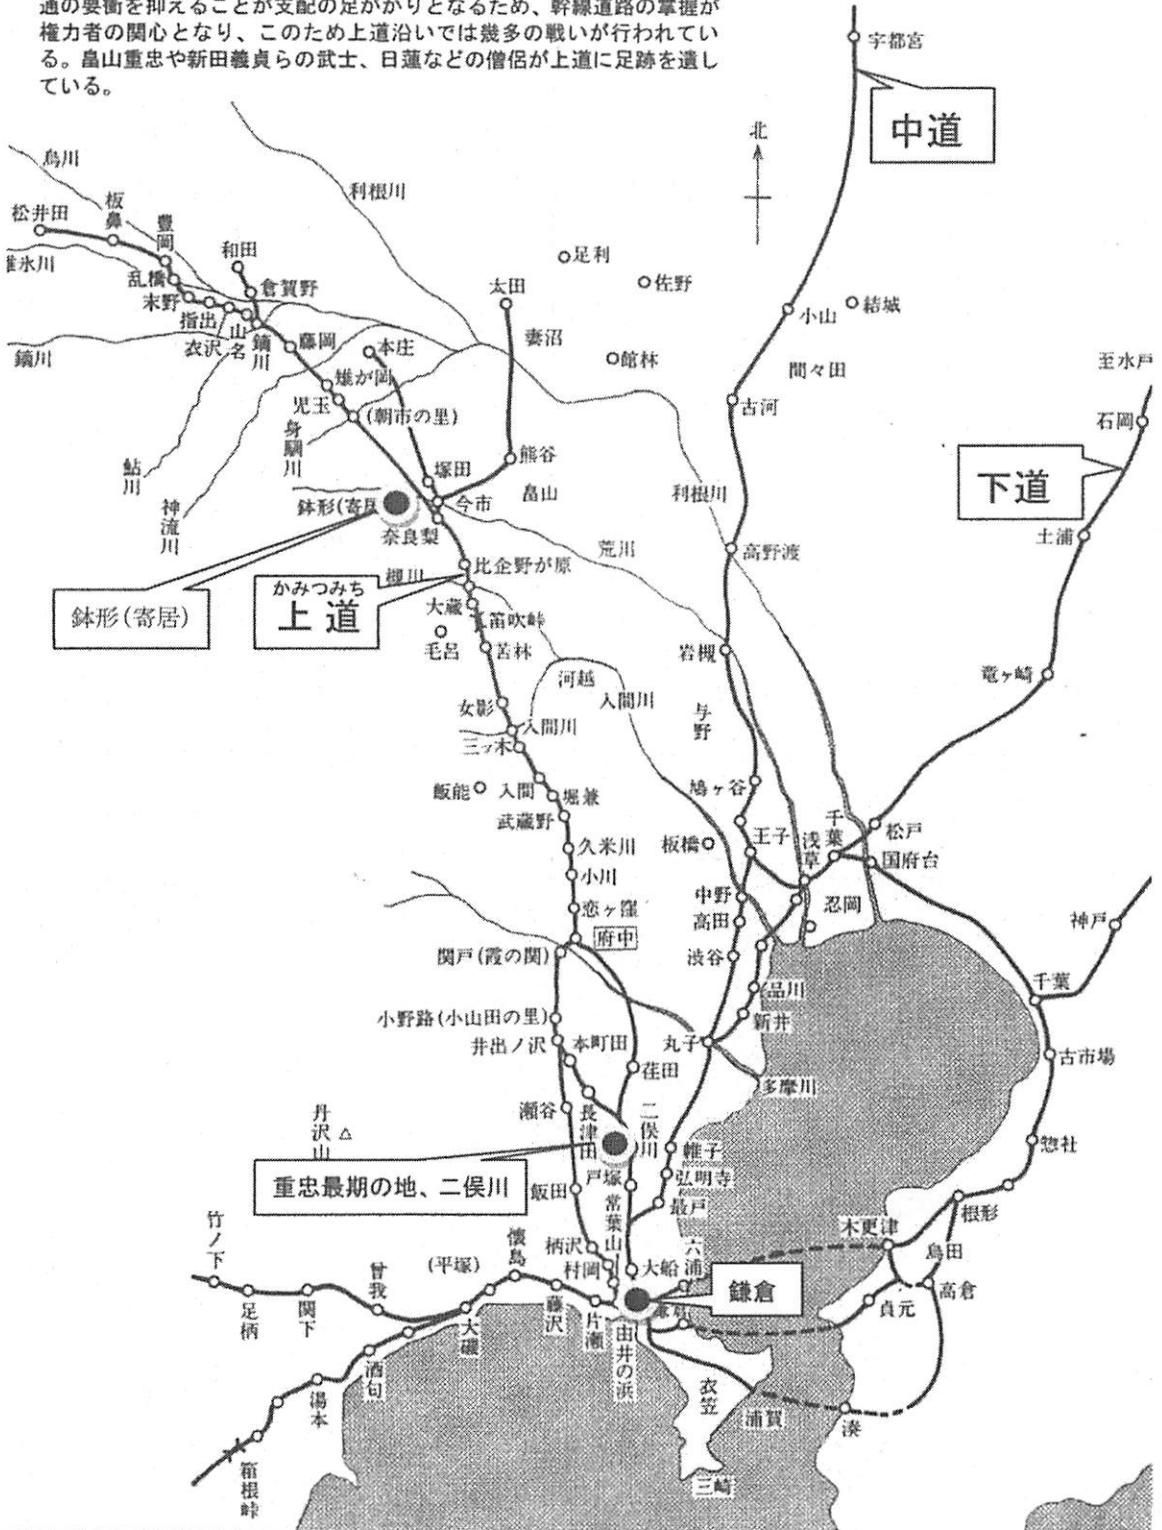 通の要衝を抑えることが支配の足がかりとなるため、幹線道路の掌握が
権力者の関心となり、このため上道沿いでは幾多の戦いが行われてい
る。畠山重忠や新田義貞らの武士、日蓮などの僧侶が上道に足跡を遺し
ている。
宇都宮
中道
北
烏川
利根川
松井田
板鼻
豊岡
和田
碓氷川
乱橋
末野
指出
衣沢
山名
倉賀野
鏑川
鏑川
藤岡
足利
佐野
太田
妻沼
館林
小山
結城
間々田
古河
至水戸
石岡
下道
土浦
本庄
雉が岡
児玉
(朝市の里)
身馴川
鮎川
神流川
塚田
熊谷
畠山
今市
鉢形(寄居
奈良梨
利根川
荒川
高野渡
比企野が原
槻川
鉢形(寄居)
かみつみち
上道
大蔵
笛吹峠
毛呂
苦林
岩槻
竜ヶ崎
河越
入間川
与野
女影
入間川
三ッ木
鳩ヶ谷
飯能
入間
堀兼
武蔵野
板橋
王子
浅草
千葉
松戸
国府台
久米川
小川
中野
恋ヶ窪
高田
忍岡
神戸
府中
関戸(霞の関)
渋谷
千葉
品川
新井
小野路(小山田の里)
井出ノ沢
本町田
丸子
荏田
多摩川
古市場
瀬谷
長津田
二俣川
丹沢山
惣社
帷子
重忠最期の地、二俣川
飯田
戸塚
弘明寺
最戸
常葉山
根形
木更津
竹ノ下
懐島
(平塚)
柄沢
村岡
大船
六浦
鎌倉
島田
高倉
貞元
曾我
足柄
関下
大磯
藤沢
片瀬
由井の浜
酒匂
湯本
衣笠
浦賀
湊
箱根峠
三崎